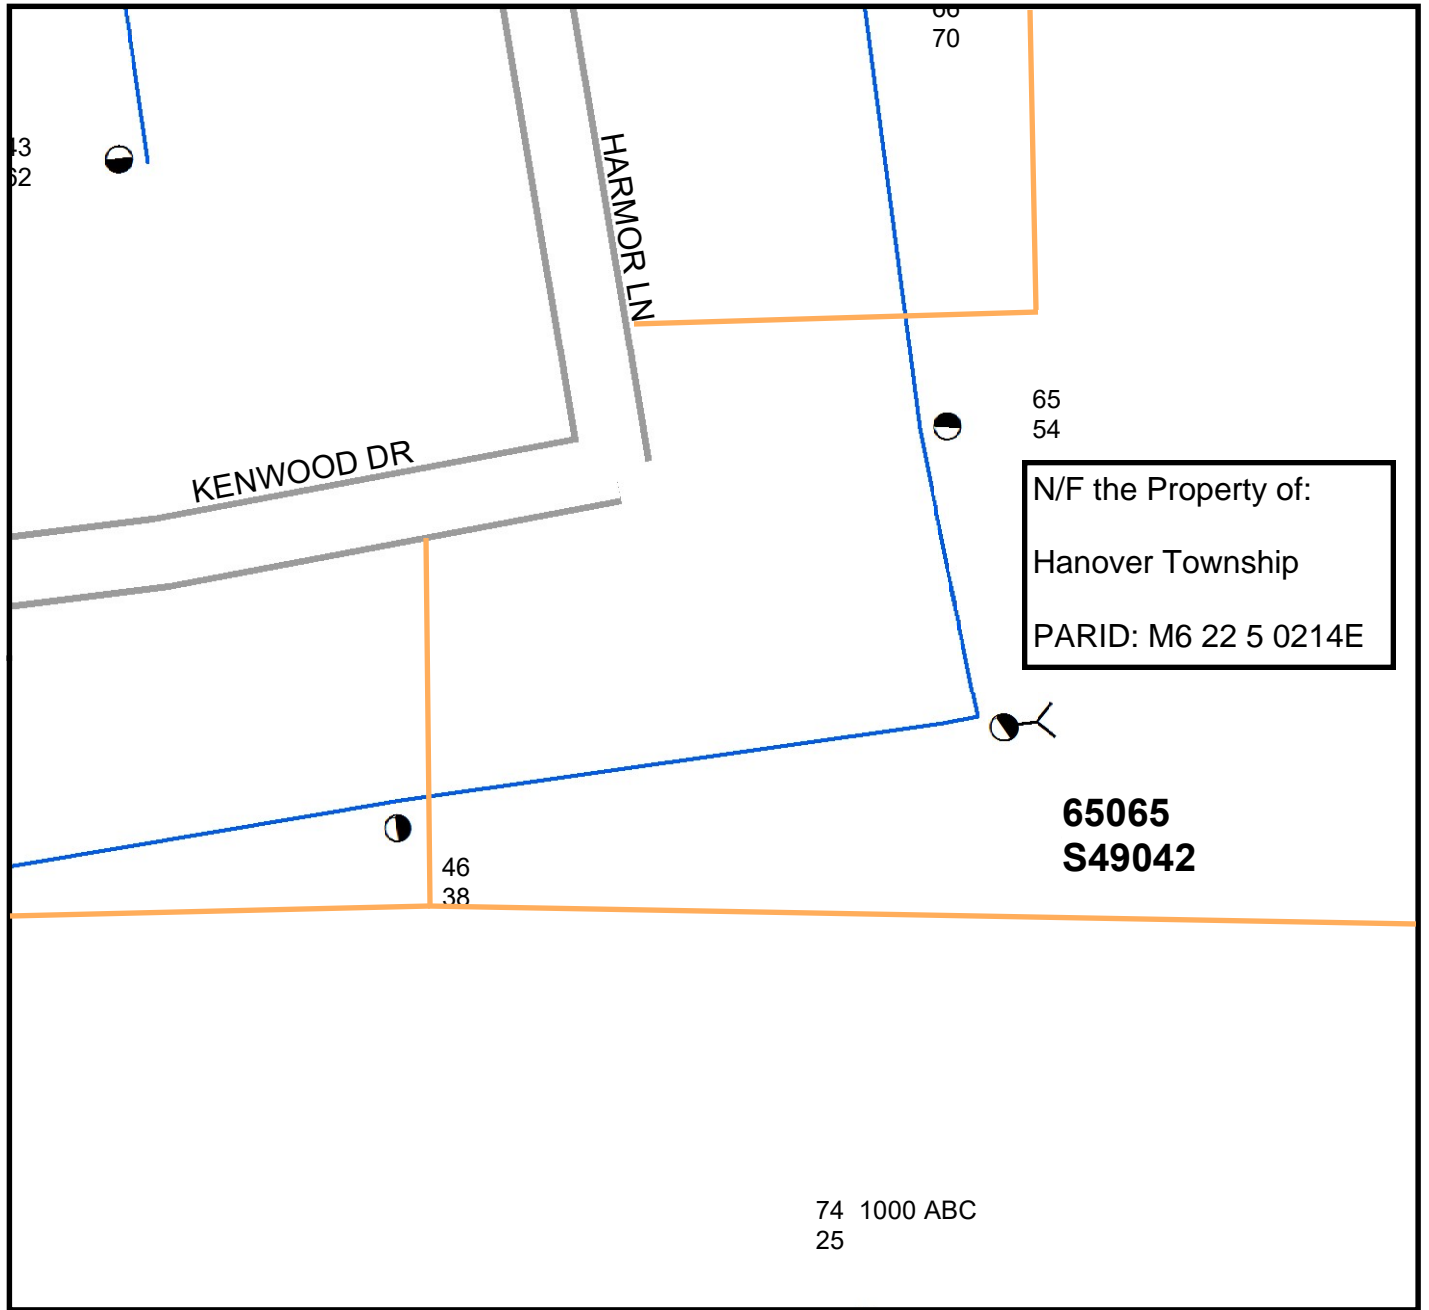 70
HARMOR LN
KENWOOD DR
65
54
N/F the Property of:
Hanover Township
PARID: M6 22 5 0214E
65065
S49042
46
38
74 1000 ABC
25